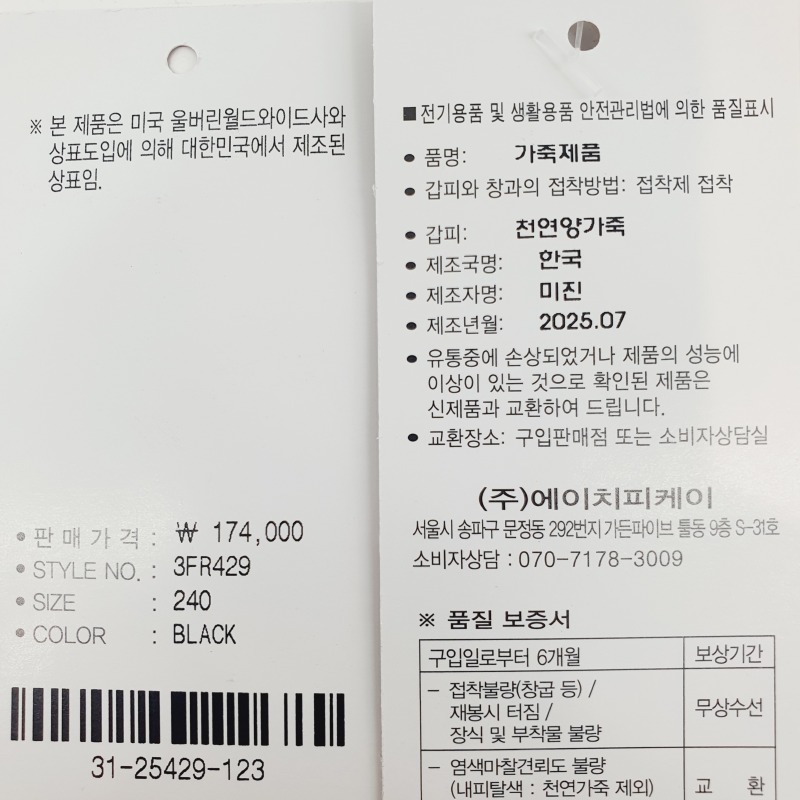 ※ 본 제품은 미국 울버린월드와이드사와
상표도입에 의해 대한민국에서 제조된
상표임.
• 판 매 가 격 : ₩ 174,000
• STYLE NO. : 3FR429
• SIZE : 240
• COLOR : BLACK
31-25429-123
■ 전기용품 및 생활용품 안전관리법에 의한 품질표시
• 품명: 가죽제품
• 갑피와 창과의 접착방법: 접착제 접착
• 갑피: 천연양가죽
• 제조국명: 한국
• 제조자명: 미진
• 제조년월: 2025.07
• 유통중에 손상되었거나 제품의 성능에
이상이 있는 것으로 확인된 제품은
신제품과 교환하여 드립니다.
• 교환장소: 구입판매점 또는 소비자상담실
(주)에이치피케이
서울시 송파구 문정동 292번지 가든파이브 툴동 9층 S-31호
소비자상담 : 070-7178-3009
※ 품질 보증서
구입일로부터 6개월 보상기간
- 접착불량(창굽 등) /
재봉시 터짐 /
장식 및 부착물 불량
무상수선
- 염색마찰견뢰도 불량
(내피탈색 : 천연가죽 제외)
교 환